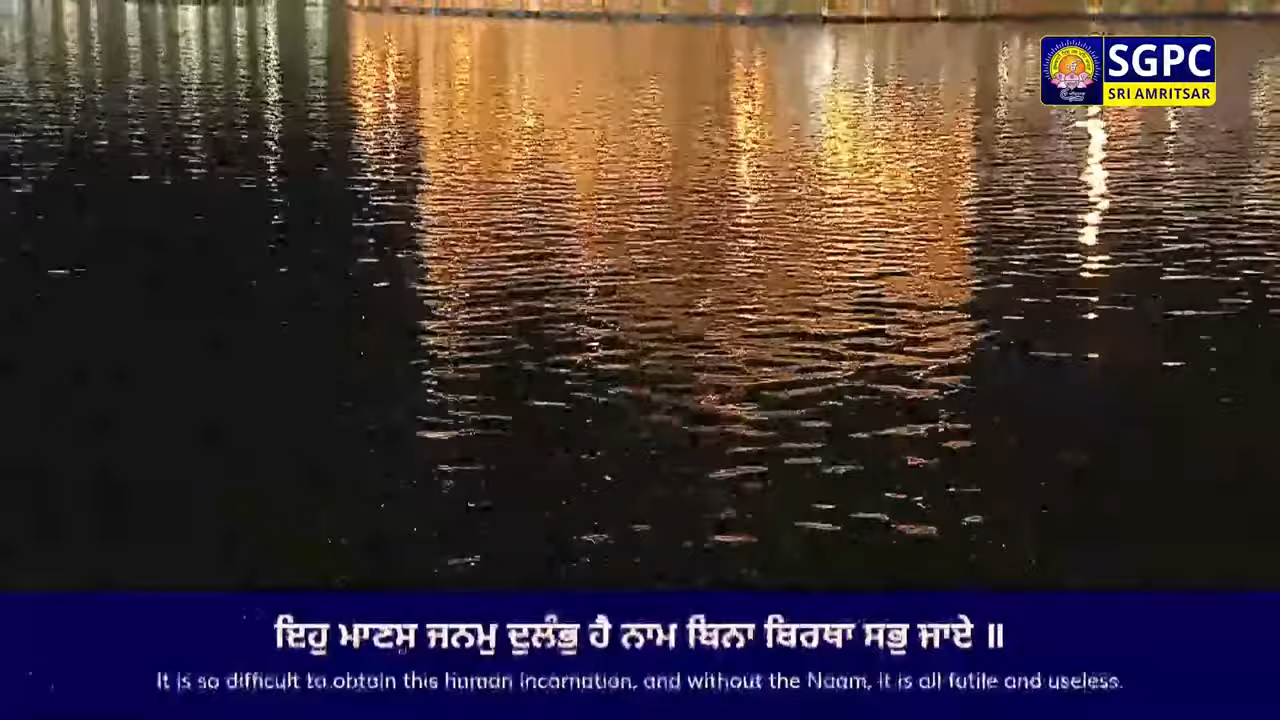 SGPC
SRI AMRITSAR
ਇਹੁ ਮਾਣਸੁ ਜਨਮੁ ਦੁਲੰਭੁ ਹੈ ਨਾਮ ਬਿਨਾ ਬਿਰਥਾ ਸਭੁ ਜਾਏ ॥
It is so difficult to obtain this human incarnation, and without the Naam, it is all futile and useless.